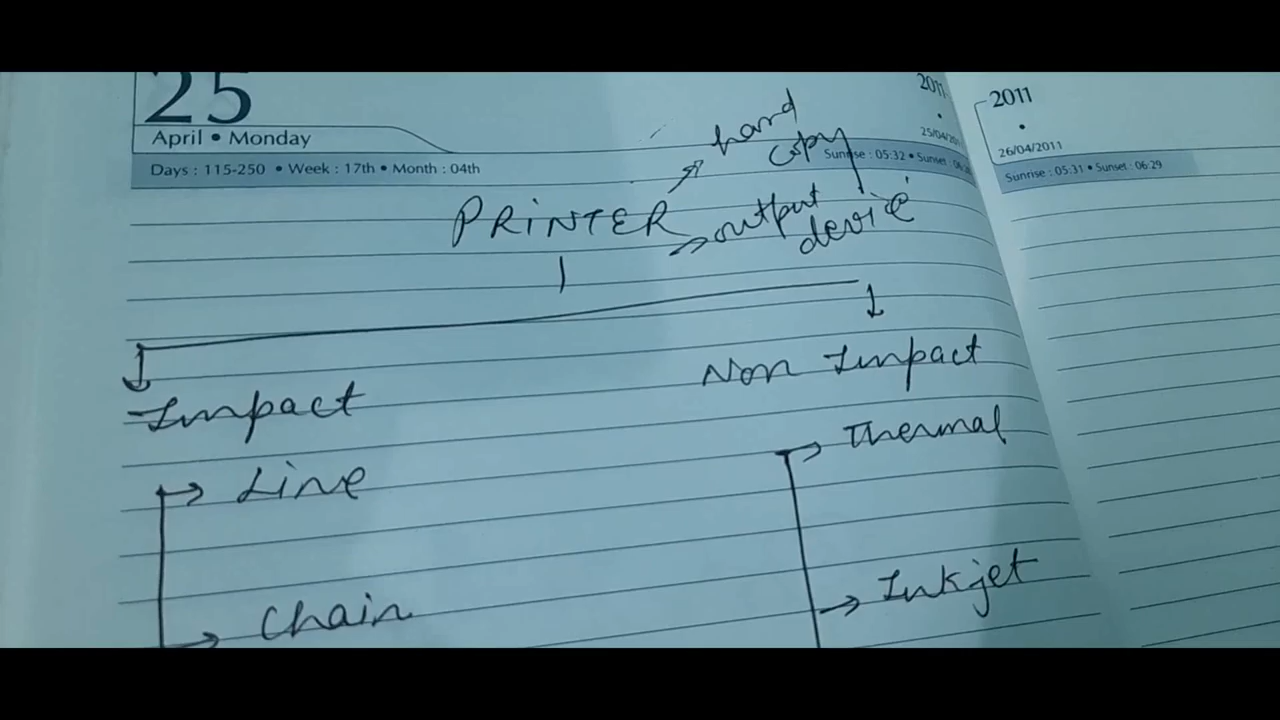 25
April • Monday
Days : 115-250 • Week : 17th • Month : 04th
2011
25/04/
Sunrise : 05:32 • Sunset :
2011
26/04/2011
Sunrise : 05:31 • Sunset : 06:29
hard
copy
PRINTER
output
device
Impact
Non Impact
Line
Thermal
Chain
Inkjet